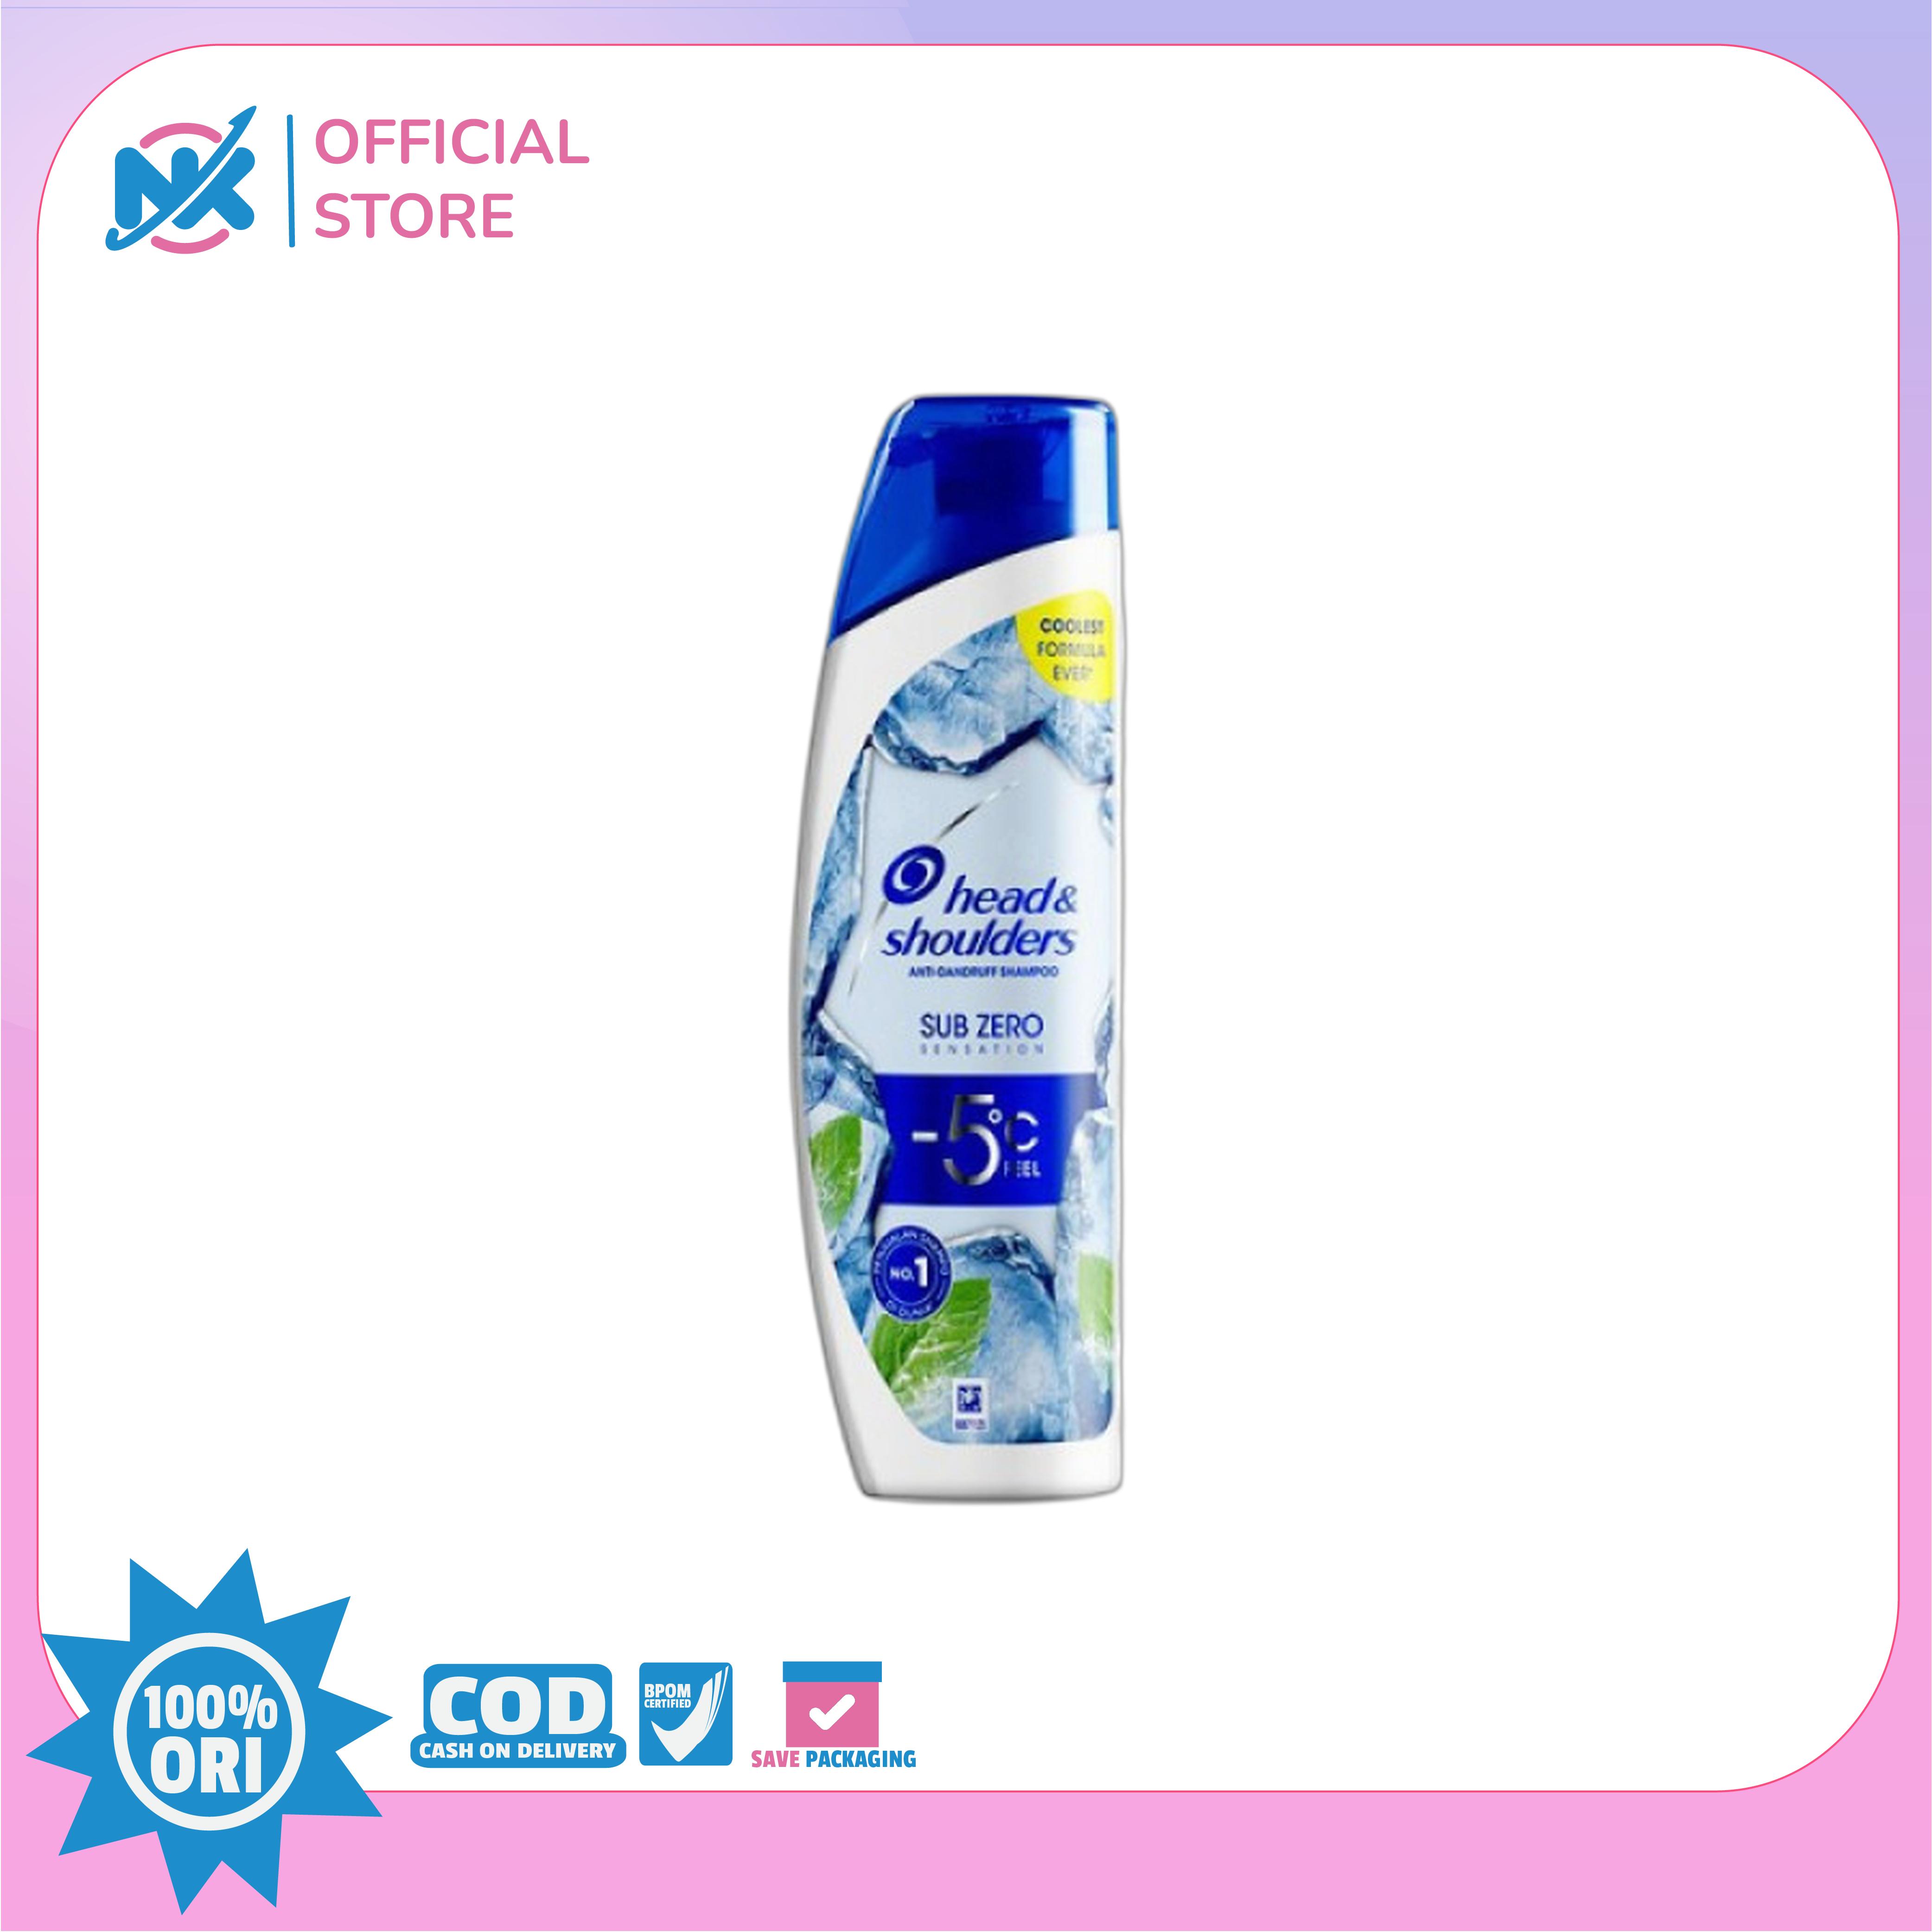 NK
OFFICIAL
STORE
COOLEST
FORMULA
EVER*
head &
shoulders
ANTI-DANDRUFF SHAMPOO
SUB ZERO
SENSATION
-5°C
FEEL
NO.1
100%
ORI
COD
CASH ON DELIVERY
BPOM
CERTIFIED
SAVE PACKAGING